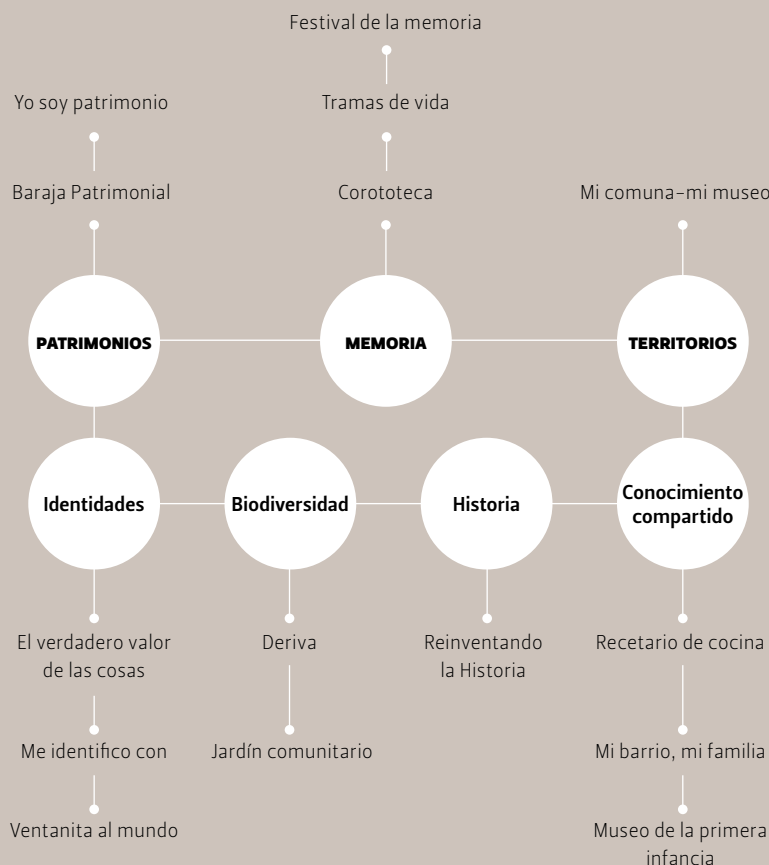 Festival de la memoria
Yo soy patrimonio
Tramas de vida
Baraja Patrimonial
Corototeca
Mi comuna–mi museo
PATRIMONIOS
MEMORIA
TERRITORIOS
Identidades
Biodiversidad
Historia
Conocimiento
compartido
El verdadero valor
de las cosas
Deriva
Reinventando
la Historia
Recetario de cocina
Me identifico con
Jardín comunitario
Mi barrio, mi familia
Ventanita al mundo
Museo de la primera
infancia